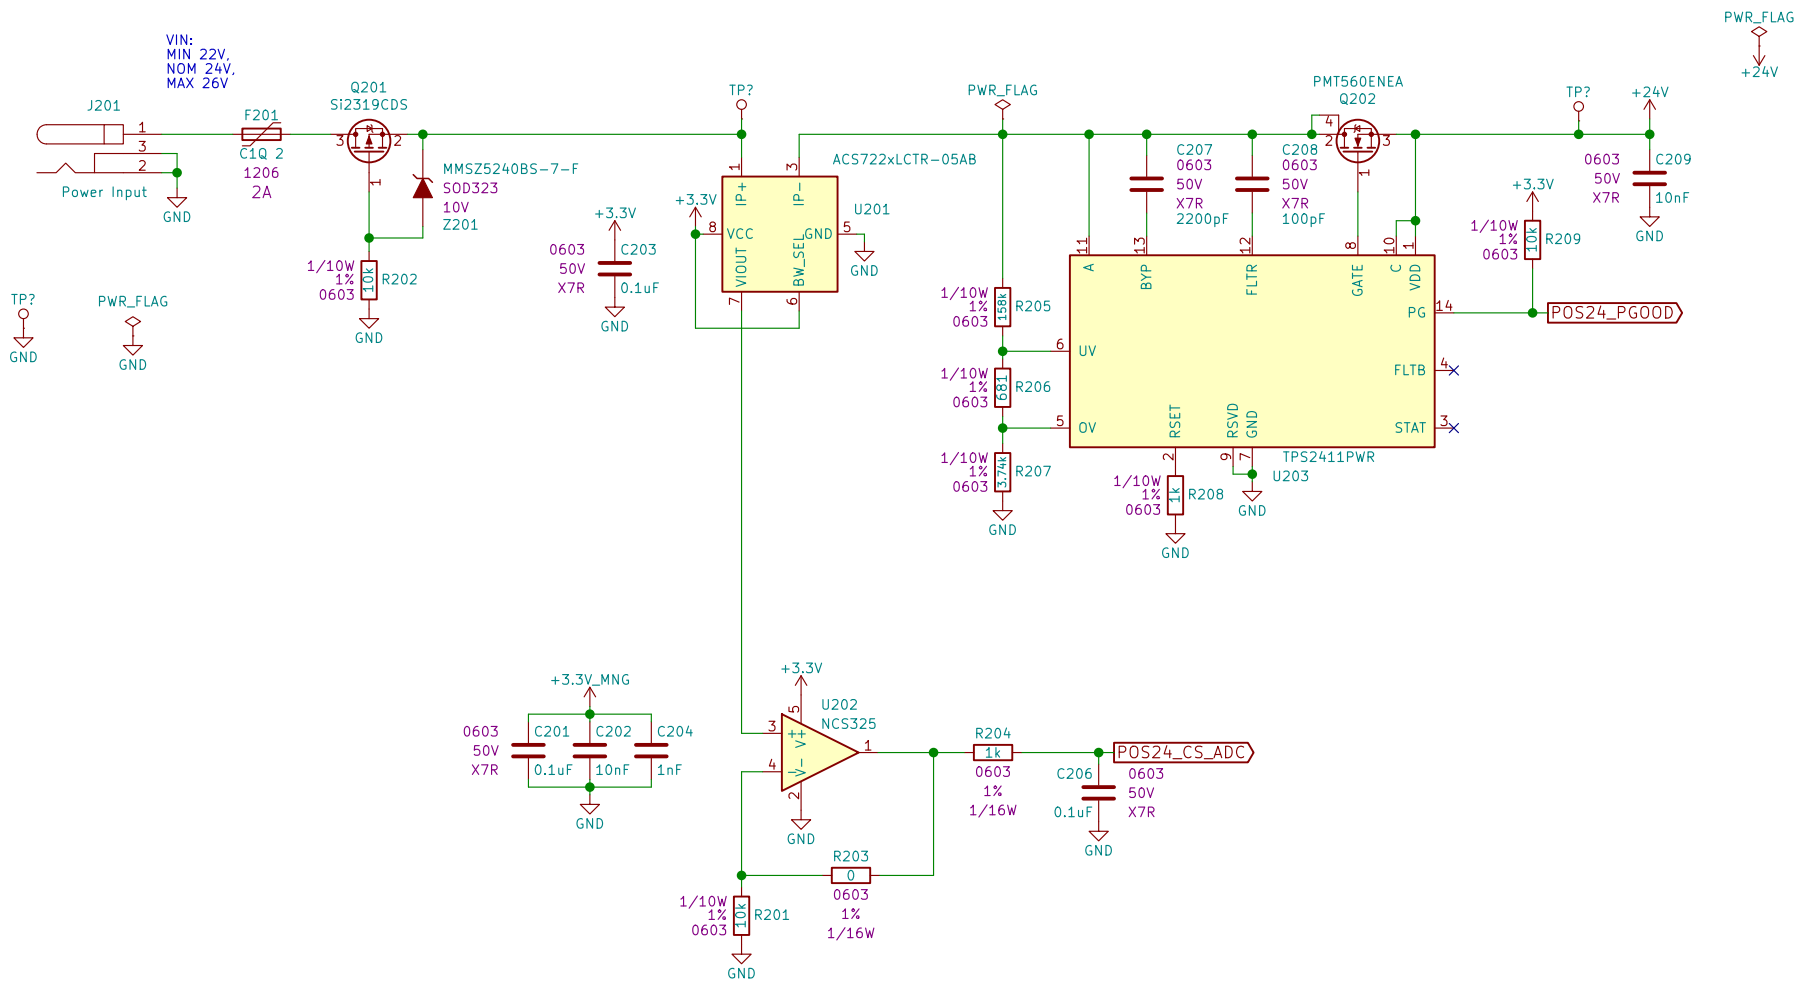 VIN:
MIN 22V,
NOM 24V,
MAX 26V
J201
1
3
2
Power Input
GND
F201
C1Q 2
1206
2A
Q201
Si2319CDS
3
2
1
MMSZ5240BS-7-F
SOD323
10V
Z201
1/10W
1%
0603
10k
R202
GND
TP?
GND
PWR_FLAG
GND
+3.3V
0603
50V
X7R
C203
0.1uF
GND
TP?
+3.3V
1
3
ACS722xLCTR-05AB
U201
IP+
IP-
8
VCC
GND
5
VIOUT
BW_SEL
7
6
GND
PWR_FLAG
1/10W
1%
0603
158k
R205
1/10W
1%
0603
681
R206
1/10W
1%
0603
3.74k
R207
GND
C207
0603
50V
X7R
2200pF
C208
0603
50V
X7R
100pF
PMT560ENEA
Q202
4
2
3
1
11
13
12
8
10
1
A
BYP
FLTR
GATE
C
VDD
6
UV
5
OV
PG
14
FLTB
4
STAT
3
RSET
RSVD
GND
2
9
7
TPS2411PWR
U203
1/10W
1%
0603
1k
R208
GND
GND
TP?
+24V
0603
50V
X7R
C209
10nF
GND
+3.3V
1/10W
1%
0603
10k
R209
POS24_PGOOD
PWR_FLAG
+24V
+3.3V_MNG
0603
50V
X7R
C201
0.1uF
C202
10nF
C204
1nF
GND
+3.3V
U202
NCS325
5
3
+
V+
4
-
V-
1
2
GND
R204
1k
0603
1%
1/16W
POS24_CS_ADC
C206
0.1uF
0603
50V
X7R
GND
R203
0
0603
1%
1/16W
1/10W
1%
0603
10k
R201
GND